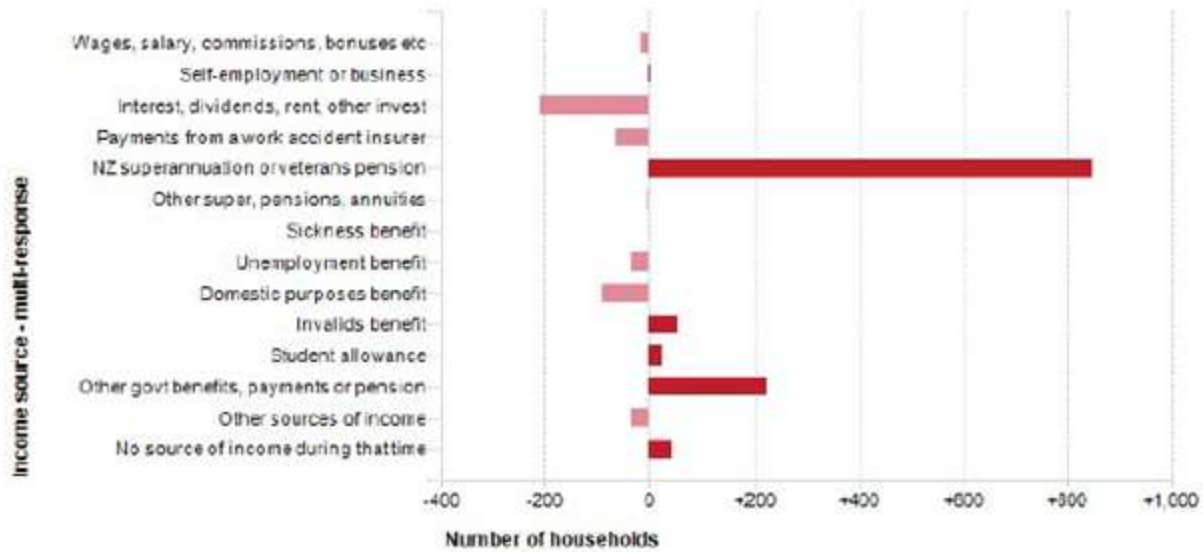 Income source - multi-response
Wages, salary, commissions, bonuses etc
Self-employment or business
Interest, dividends, rent, other invest
Payments from a work accident insurer
NZ superannuation or veterans pension
Other super, pensions, annuities
Sickness benefit
Unemployment benefit
Domestic purposes benefit
Invalids benefit
Student allowance
Other govt benefits, payments or pension
Other sources of income
No source of income during that time
-400 -200 0 +200 +400 +600 +800 +1,000
Number of households